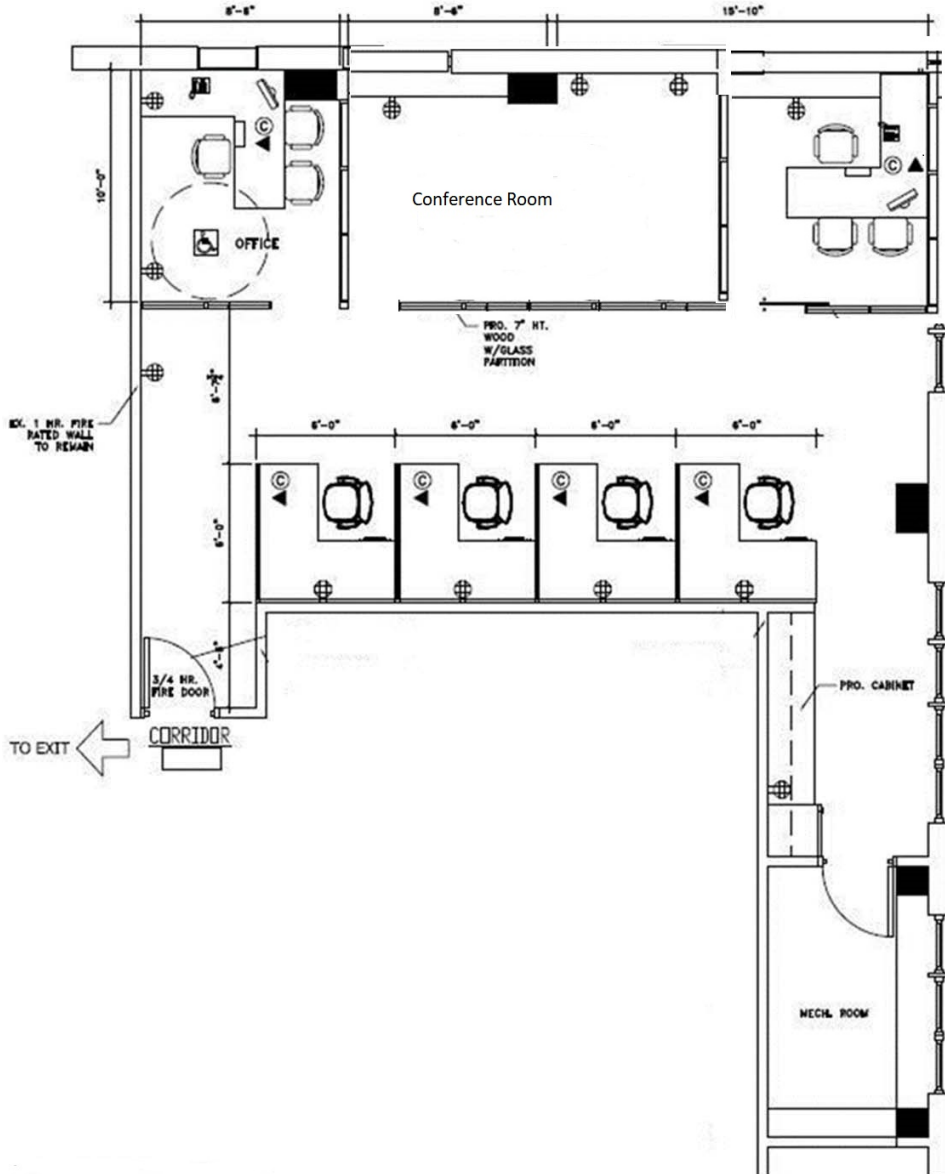 8'-8"
8'-6"
15'-10"
10'-0"
C
C
Conference Room
OFFICE
PRO. 7" HT.
WOOD
W/GLASS
PARTITION
EX. 1 HR. FIRE
RATED WALL
TO REMAIN
6'-0"
6'-0"
6'-0"
6'-0"
C
C
C
C
6'-0"
3/4 HR.
FIRE DOOR
PRO. CABINET
CORRIDOR
TO EXIT
MECH. ROOM